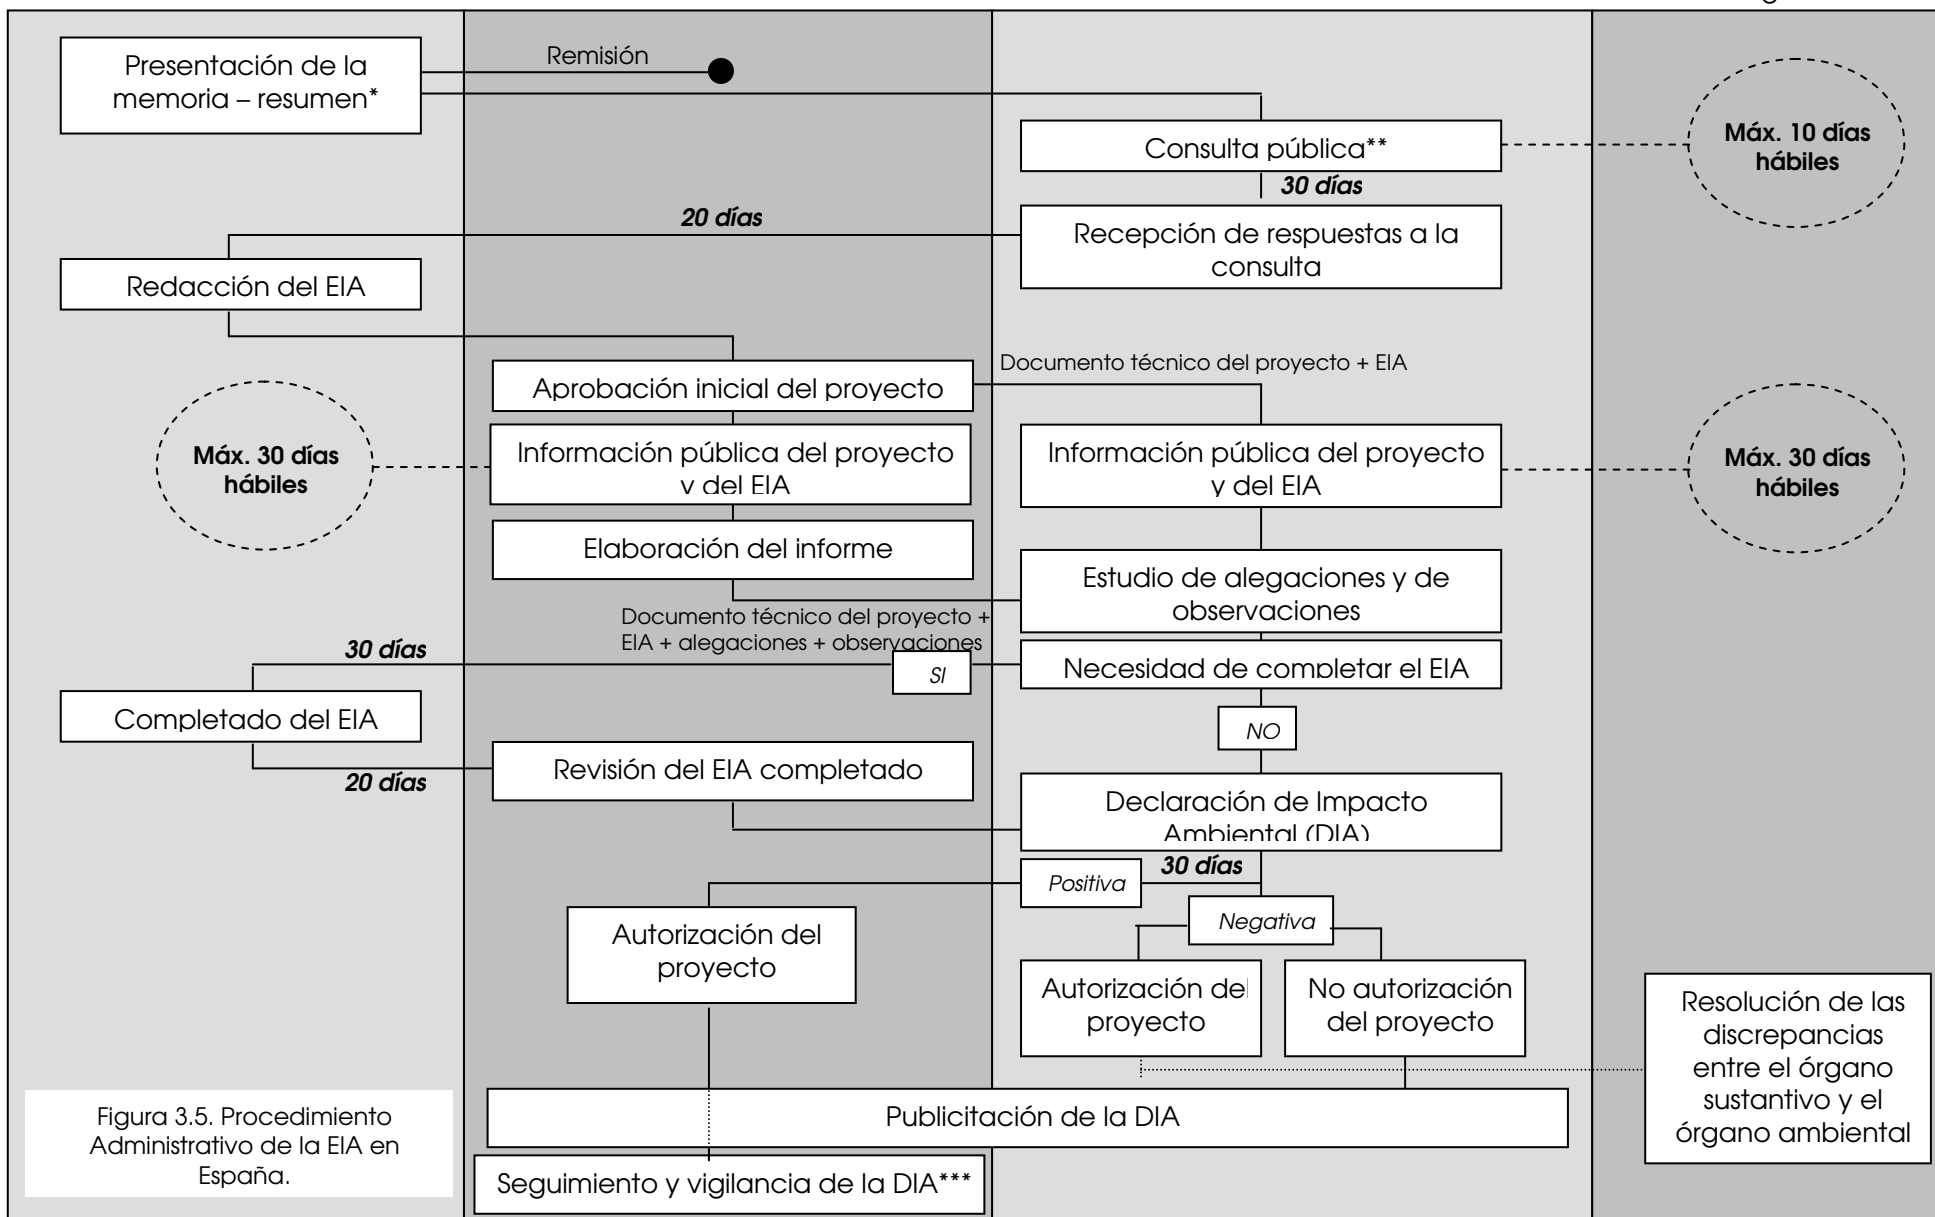 Presentación de la
memoria – resumen*
Remisión
Consulta pública**
Máx. 10 días
hábiles
30 días
20 días
Recepción de respuestas a la
consulta
Redacción del EIA
Documento técnico del proyecto + EIA
Aprobación inicial del proyecto
Máx. 30 días
hábiles
Información pública del proyecto
y del EIA
Información pública del proyecto
y del EIA
Máx. 30 días
hábiles
Elaboración del informe
Estudio de alegaciones y de
observaciones
Documento técnico del proyecto +
EIA + alegaciones + observaciones
30 días
SI
Necesidad de completar el EIA
Completado del EIA
NO
20 días
Revisión del EIA completado
Declaración de Impacto
Ambiental (DIA)
30 días
Positiva
Negativa
Autorización del
proyecto
Autorización del
proyecto
No autorización
del proyecto
Resolución de las
discrepancias
entre el órgano
sustantivo y el
órgano ambiental
Publicitación de la DIA
Figura 3.5. Procedimiento
Administrativo de la EIA en
España.
Seguimiento y vigilancia de la DIA***